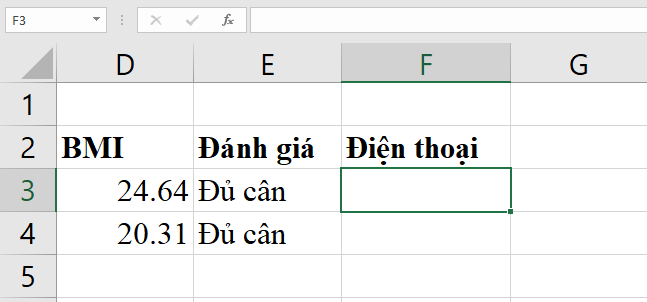 F3 fx
D E F G
1
2 BMI Đánh giá Điện thoại
3 24.64 Đủ cân
4 20.31 Đủ cân
5